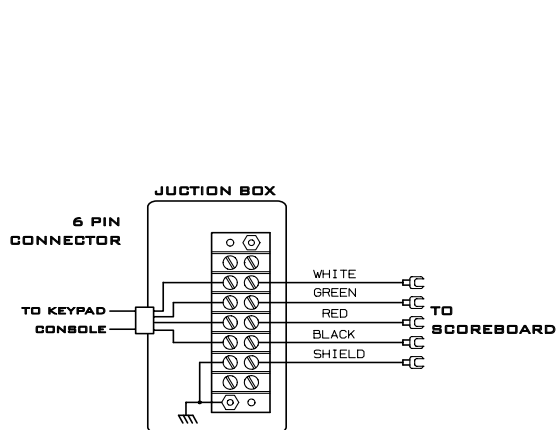 JUCTION BOX
6 PIN
CONNECTOR
WHITE
GREEN
TO KEYPAD
RED
TO
CONSOLE
SCOREBOARD
BLACK
SHIELD